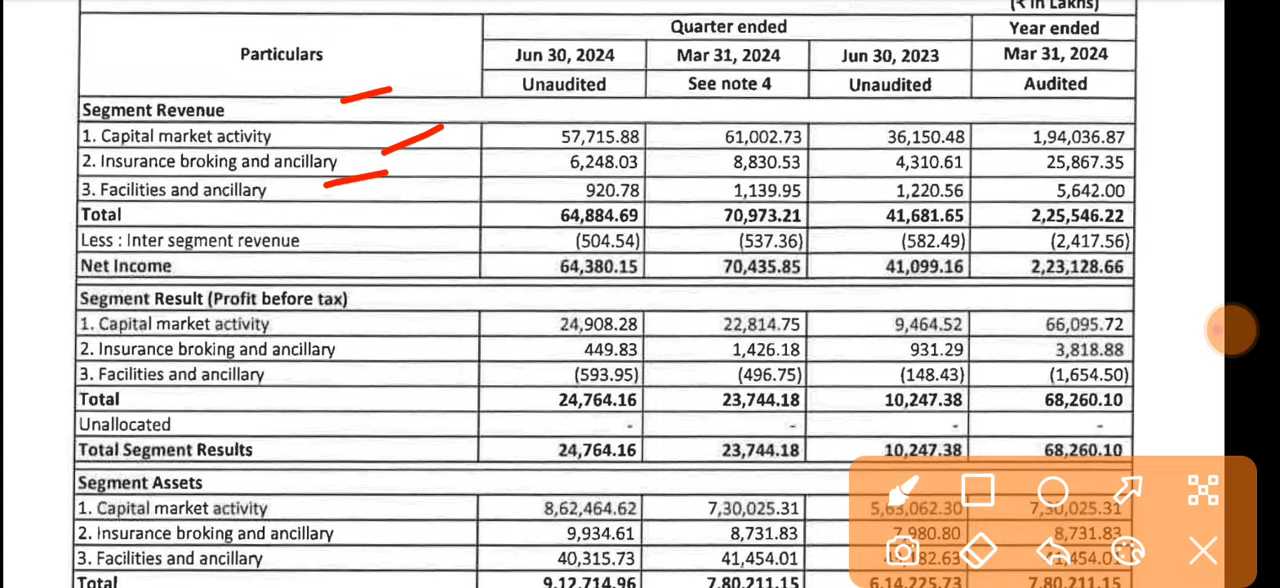 (₹ in Lakhs)
Particulars Quarter ended Year ended
Jun 30, 2024 Mar 31, 2024 Jun 30, 2023 Mar 31, 2024
Unaudited See note 4 Unaudited Audited
Segment Revenue
1. Capital market activity 57,715.88 61,002.73 36,150.48 1,94,036.87
2. Insurance broking and ancillary 6,248.03 8,830.53 4,310.61 25,867.35
3. Facilities and ancillary 920.78 1,139.95 1,220.56 5,642.00
Total 64,884.69 70,973.21 41,681.65 2,25,546.22
Less : Inter segment revenue (504.54) (537.36) (582.49) (2,417.56)
Net Income 64,380.15 70,435.85 41,099.16 2,23,128.66
Segment Result (Profit before tax)
1. Capital market activity 24,908.28 22,814.75 9,464.52 66,095.72
2. Insurance broking and ancillary 449.83 1,426.18 931.29 3,818.88
3. Facilities and ancillary (593.95) (496.75) (148.43) (1,654.50)
Total 24,764.16 23,744.18 10,247.38 68,260.10
Unallocated - - - -
Total Segment Results 24,764.16 23,744.18 10,247.38 68,260.10
Segment Assets
1. Capital market activity 8,62,464.62 7,30,025.31 5,63,062.30 7,30,025.31
2. Insurance broking and ancillary 9,934.61 8,731.83 7,980.80 8,731.83
3. Facilities and ancillary 40,315.73 41,454.01
Total 9,12,714.96 7,80,211.15 6,14,225.73 7,80,211.15